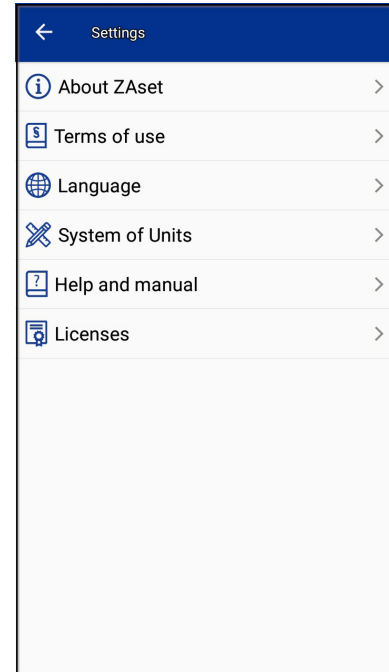 Settings
About ZAset
Terms of use
Language
System of Units
Help and manual
Licenses